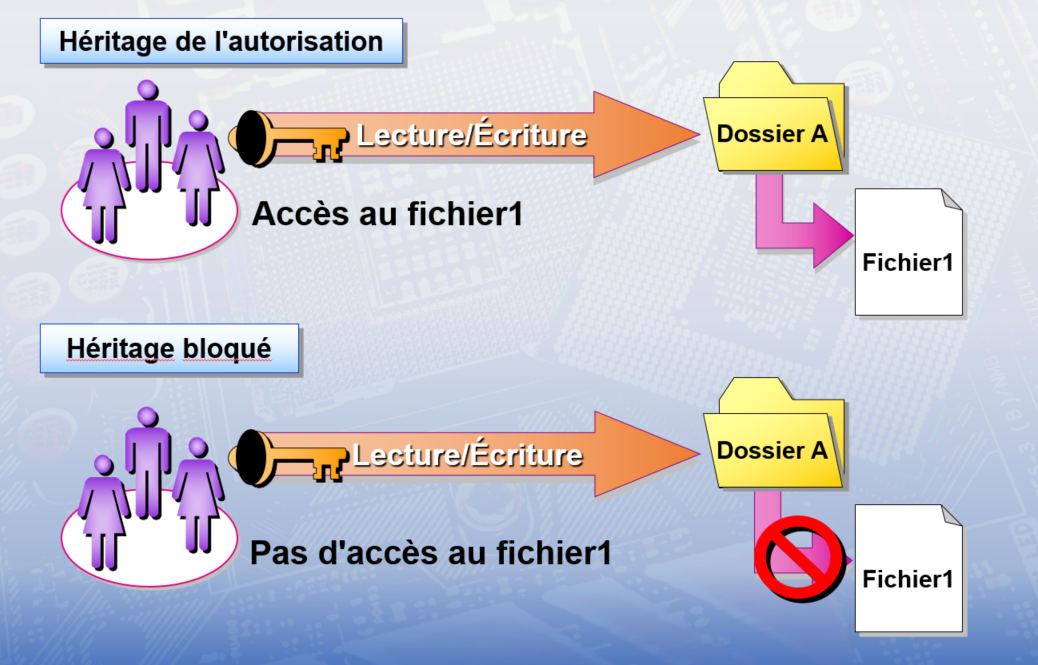 Héritage de l'autorisation
Lecture/Écriture
Dossier A
Accès au fichier1
Fichier1
Héritage bloqué
Lecture/Écriture
Dossier A
Pas d'accès au fichier1
Fichier1